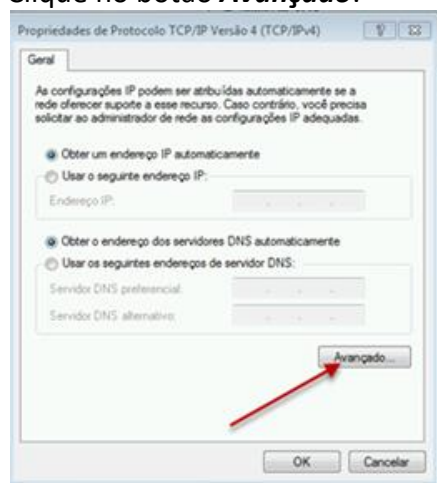 Clique no botão Avançado.
Propriedades de Protocolo TCP/IP Versão 4 (TCP/IPv4)
Geral
As configurações IP podem ser atribuídas automaticamente se a
rede oferecer suporte a esse recurso. Caso contrário, você precisa
solicitar ao administrador de rede as configurações IP adequadas.
Obter um endereço IP automaticamente
Usar o seguinte endereço IP:
Endereço IP:
Obter o endereço dos servidores DNS automaticamente
Usar os seguintes endereços de servidor DNS:
Servidor DNS preferencial:
Servidor DNS alternativo:
Avançado...
OK
Cancelar